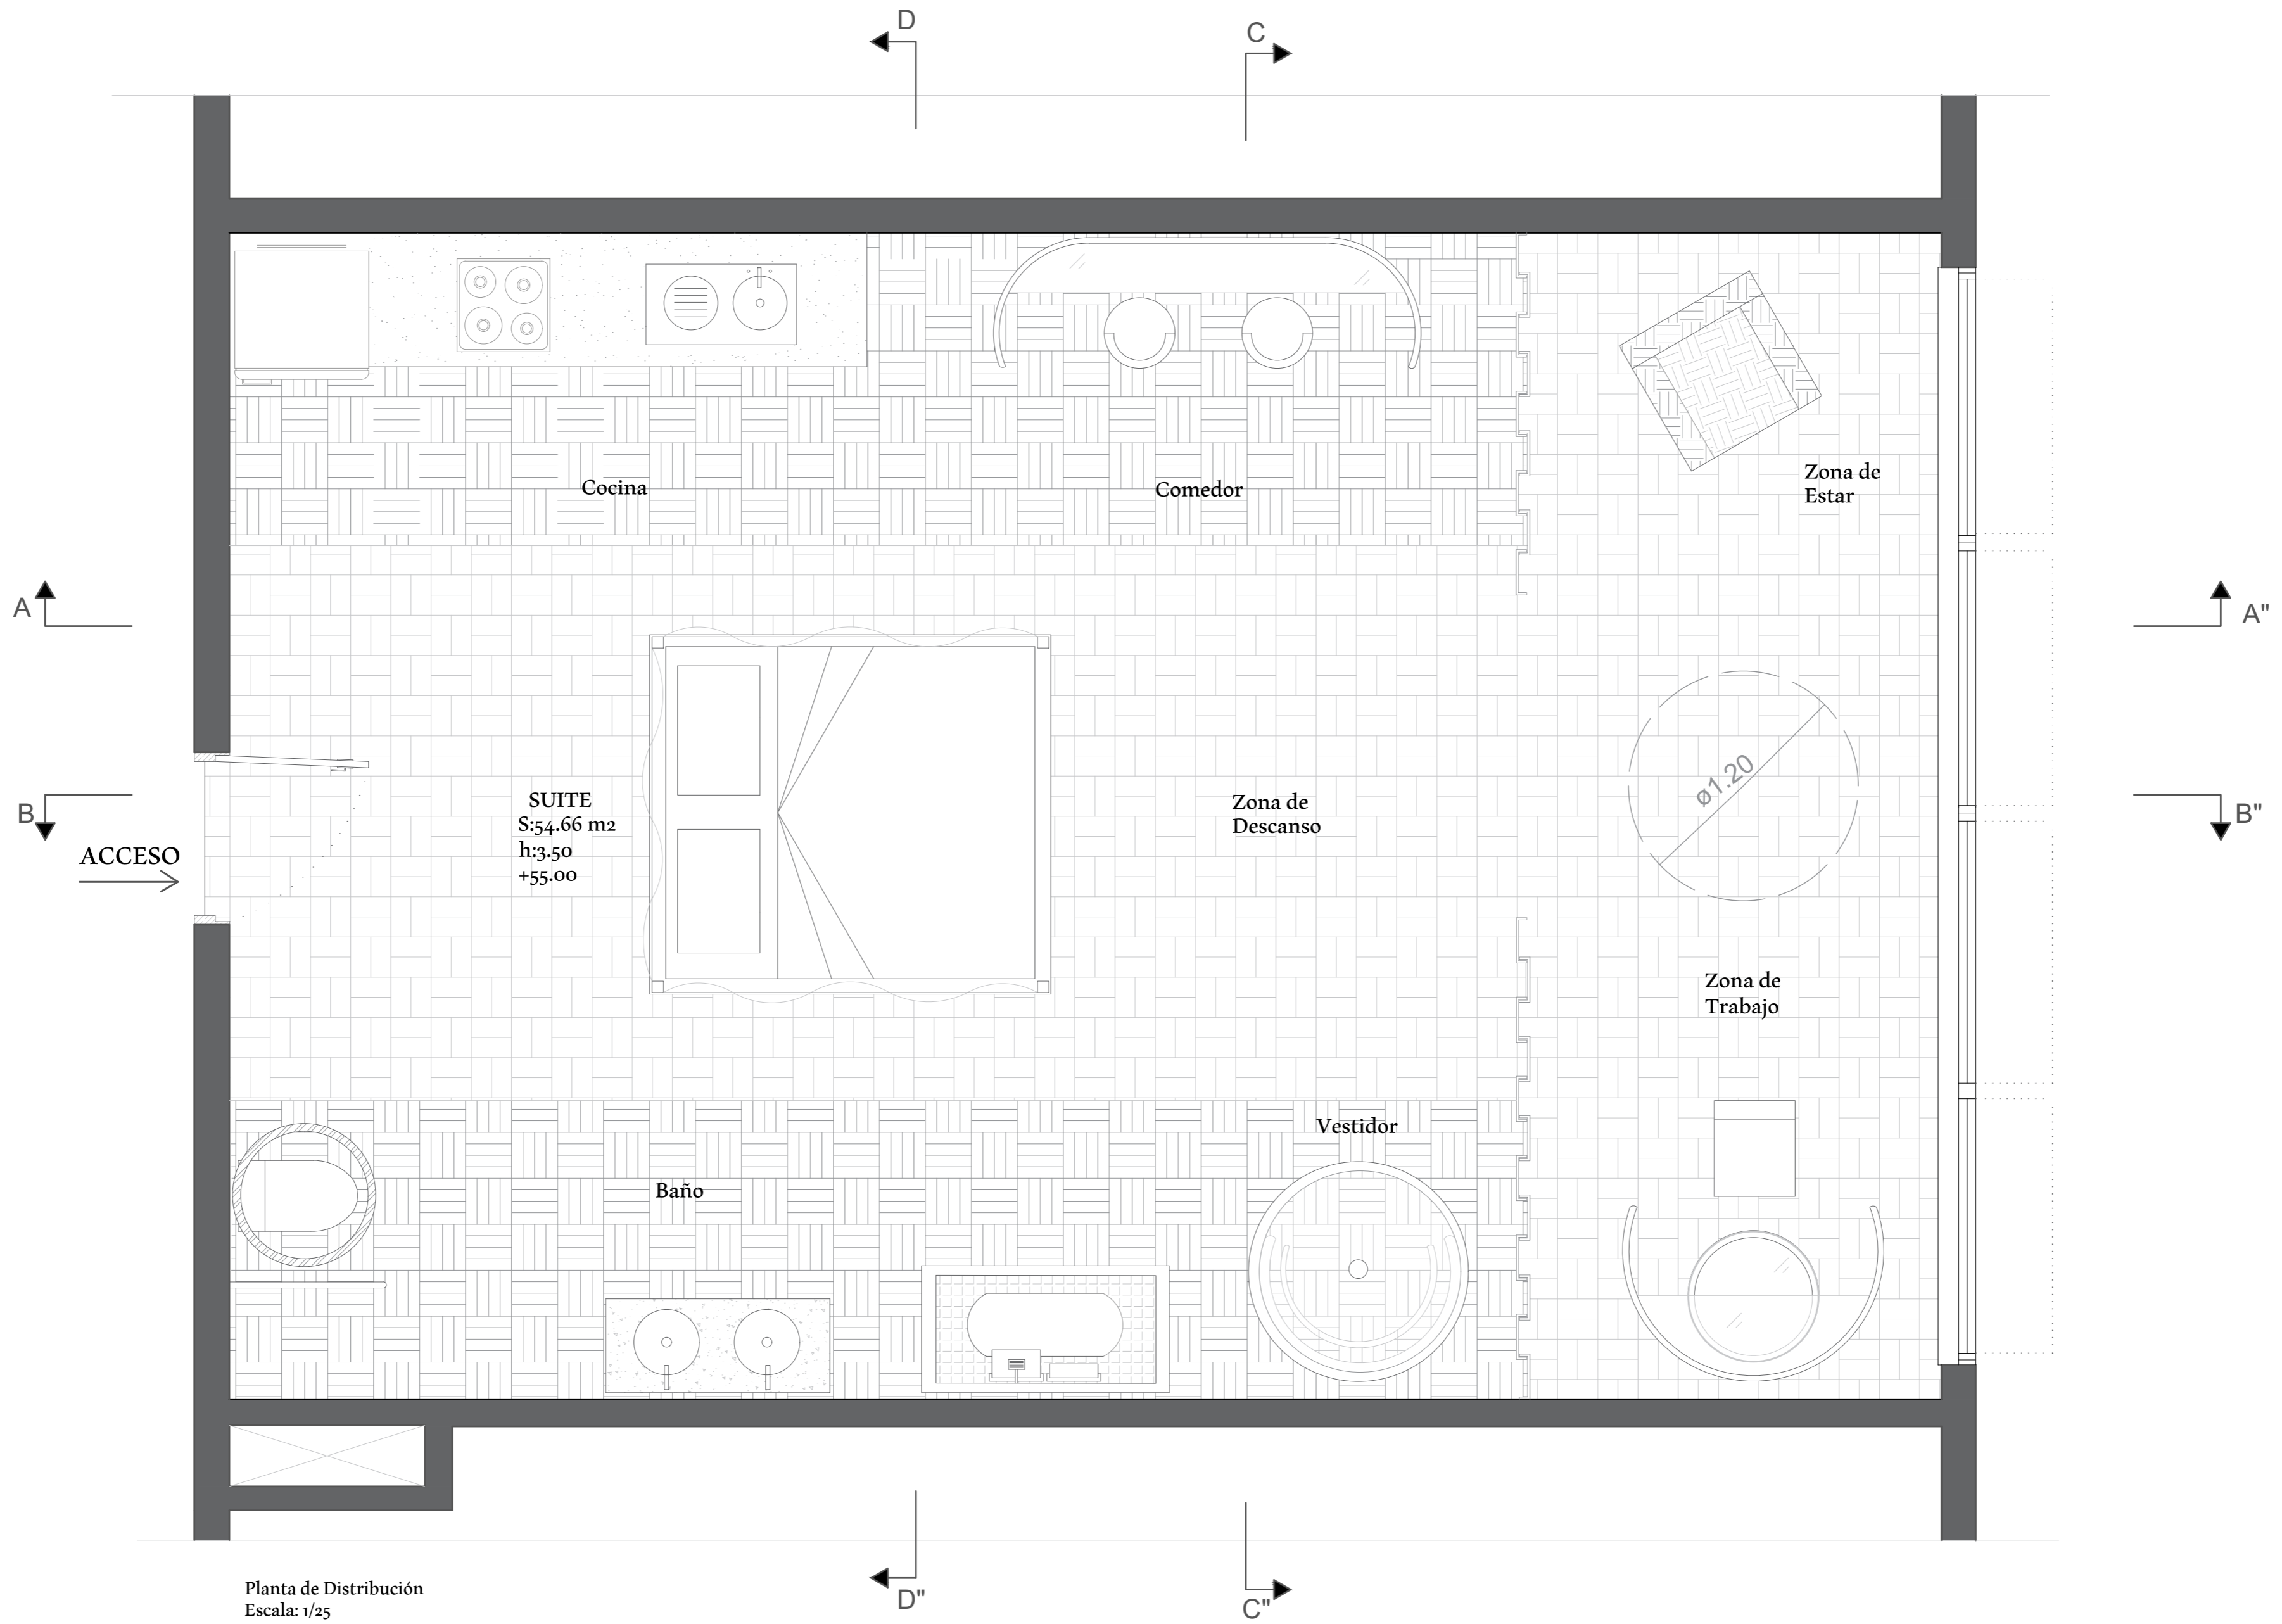 D
C
Cocina
Comedor
Zona de
Estar
A
A"
SUITE
S:54.66 m2
h:3.50
+55.00
Zona de
Descanso
ø1.20
B
B"
ACCESO
Zona de
Trabajo
Vestidor
Baño
D"
C"
Planta de Distribución
Escala: 1/25